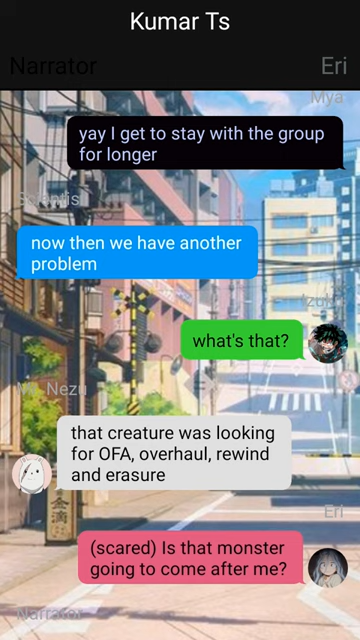 Kumar Ts
Narrator
Eri
Mya
yay I get to stay with the group
for longer
now then we have another
problem
what's that?
Nezu
that creature was looking
for OFA, overhaul, rewind
and erasure
Eri
(scared) Is that monster
going to come after me?
Narrator